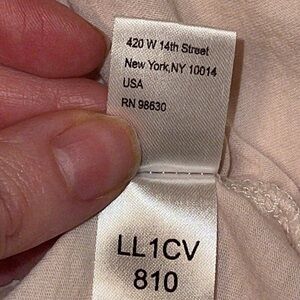 420 W 14th Street
New York,NY 10014
USA
RN 98630
LL1CV
810